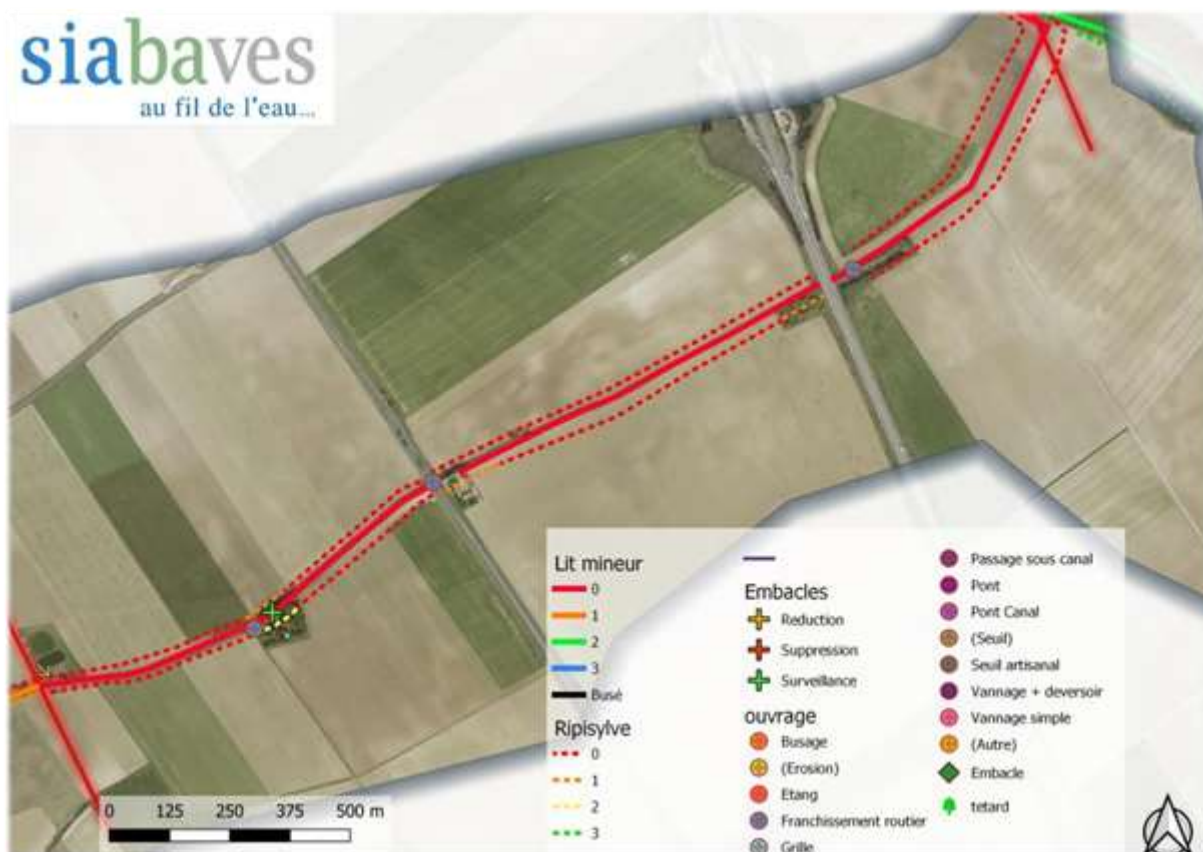 siabaves
au fil de l'eau...
0 125 250 375 500 m
Lit mineur
0
1
2
3
Busé
Ripisylve
0
1
2
3
Embacles
Reduction
Suppression
Surveillance
ouvrage
Busage
(Erosion)
Etang
Franchissement routier
Grille
Passage sous canal
Pont
Pont Canal
(Seuil)
Seuil artisanal
Vannage + deversoir
Vannage simple
(Autre)
Embacle
tetard